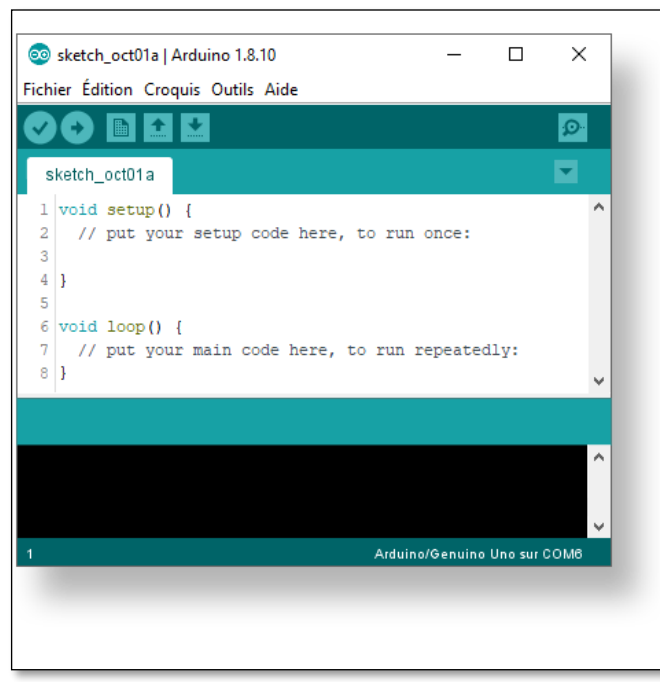 sketch_oct01a | Arduino 1.8.10
Fichier Édition Croquis Outils Aide
sketch_oct01a
1 void setup() {
2   // put your setup code here, to run once:
3
4 }
5
6 void loop() {
7   // put your main code here, to run repeatedly:
8 }
1 Arduino/Genuino Uno sur COM6